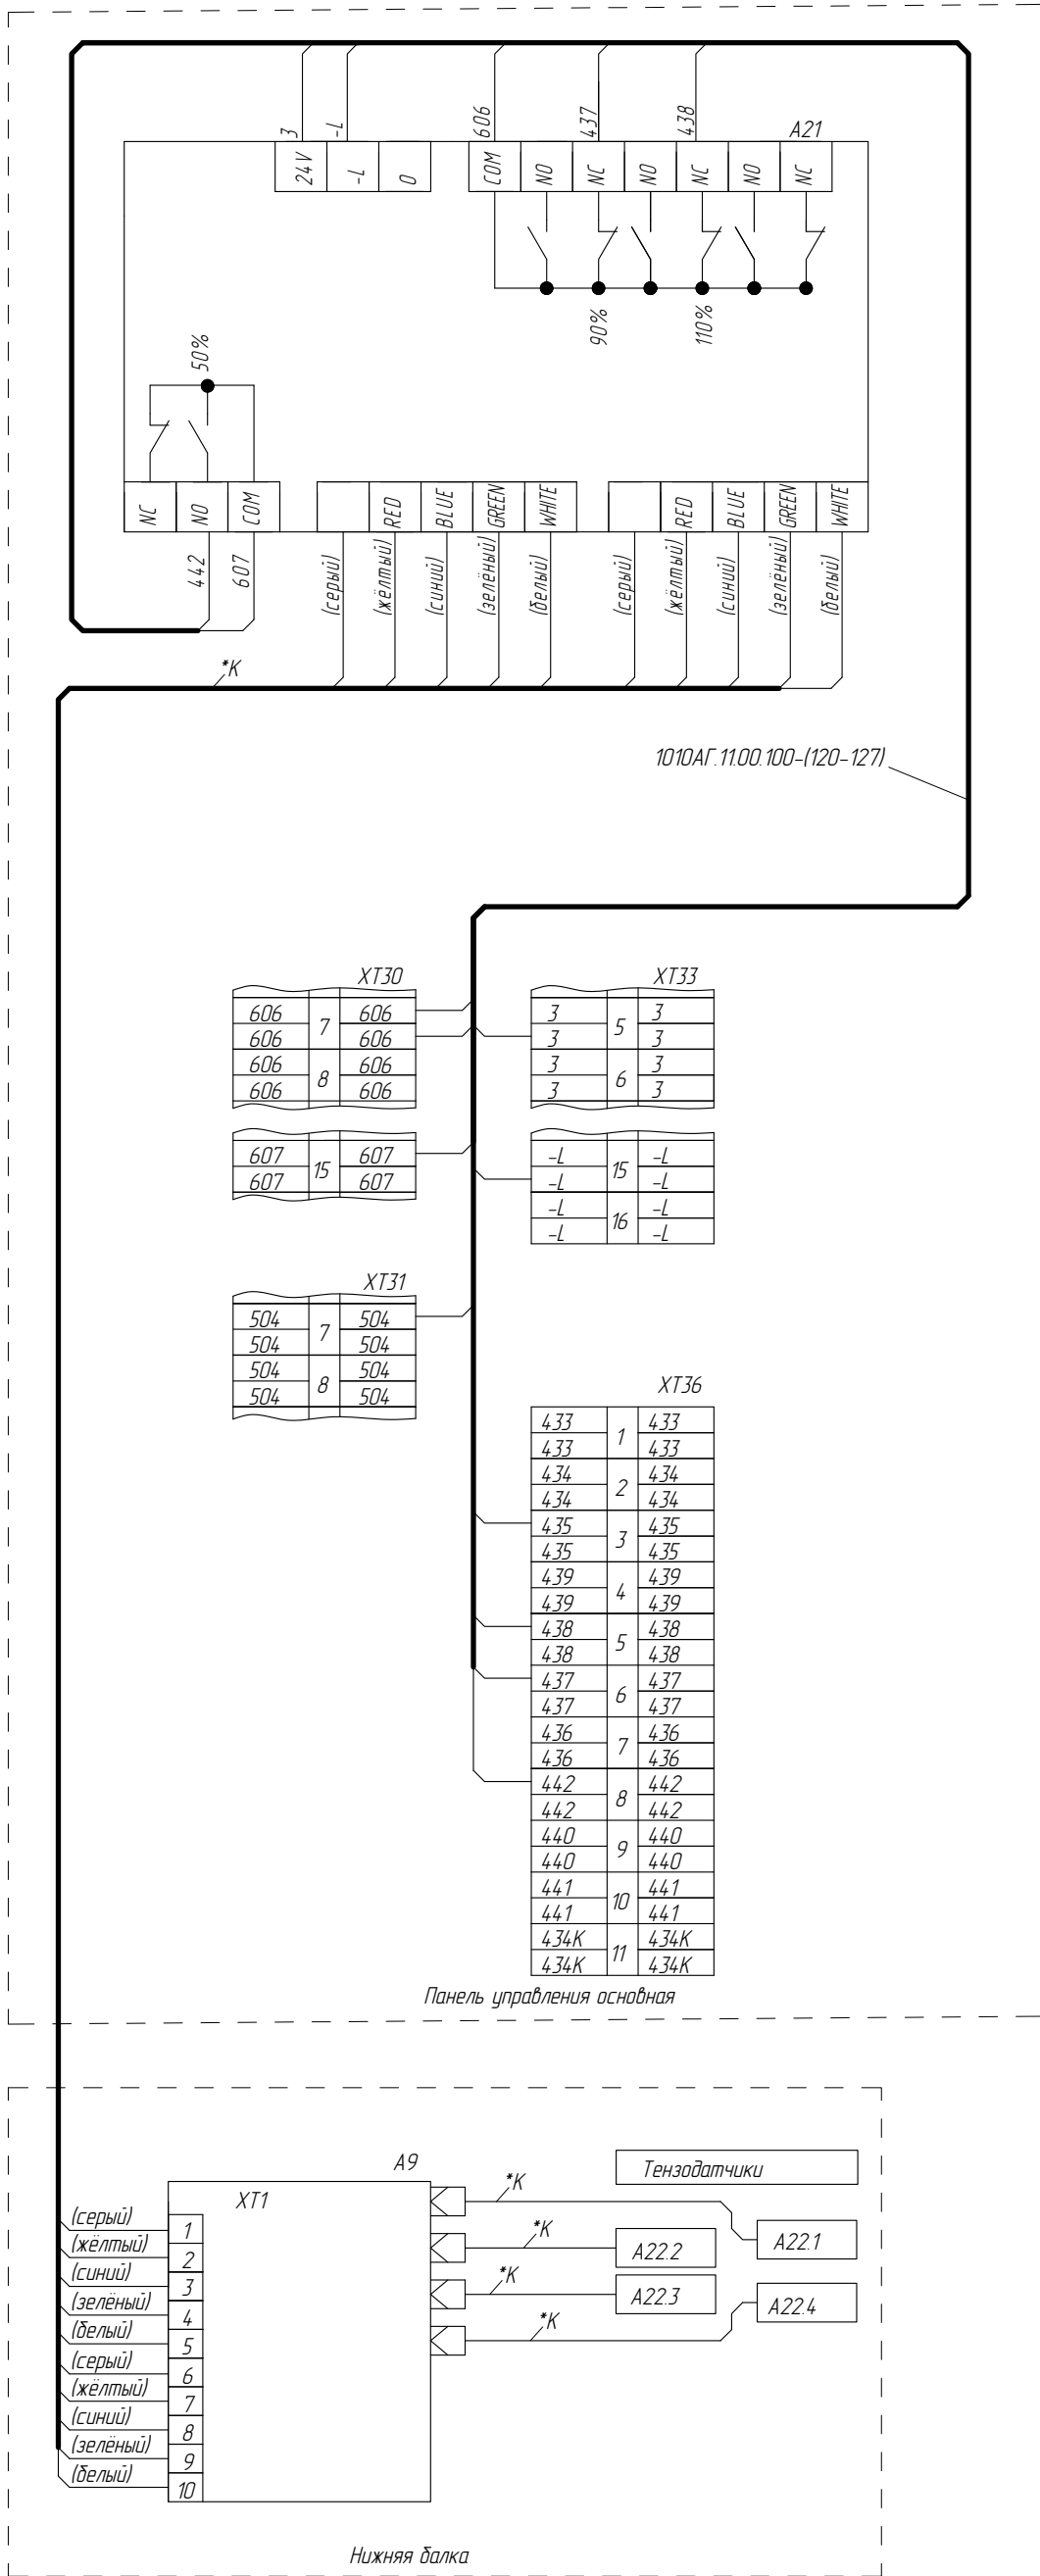 3
-L
606
437
438
A21
24V
-L
0
COM
NO
NC
NO
NC
NO
NC
90%
110%
50%
NC
NO
COM
RED
BLUE
GREEN
WHITE
RED
BLUE
GREEN
WHITE
442
607
(серый)
(жёлтый)
(синий)
(зелёный)
(белый)
(серый)
(жёлтый)
(синий)
(зелёный)
(белый)
*К
1010АГ.11.00.100-(120-127)
XT30
606 7 606
606 606
606 8 606
606 606
607 15 607
607 607
XT33
3 5 3
3 3
3 6 3
3 3
-L 15 -L
-L -L
-L 16 -L
-L -L
XT31
504 7 504
504 504
504 8 504
504 504
XT36
433 1 433
433 433
434 2 434
434 434
435 3 435
435 435
439 4 439
439 439
438 5 438
438 438
437 6 437
437 437
436 7 436
436 436
442 8 442
442 442
440 9 440
440 440
441 10 441
441 441
434К 11 434К
434К 434К
Панель управления основная
A9
XT1
(серый) 1
(жёлтый) 2
(синий) 3
(зелёный) 4
(белый) 5
(серый) 6
(жёлтый) 7
(синий) 8
(зелёный) 9
(белый) 10
Тензодатчики
*К
A22.1
*К
A22.2
*К
A22.3
*К
A22.4
Нижняя балка